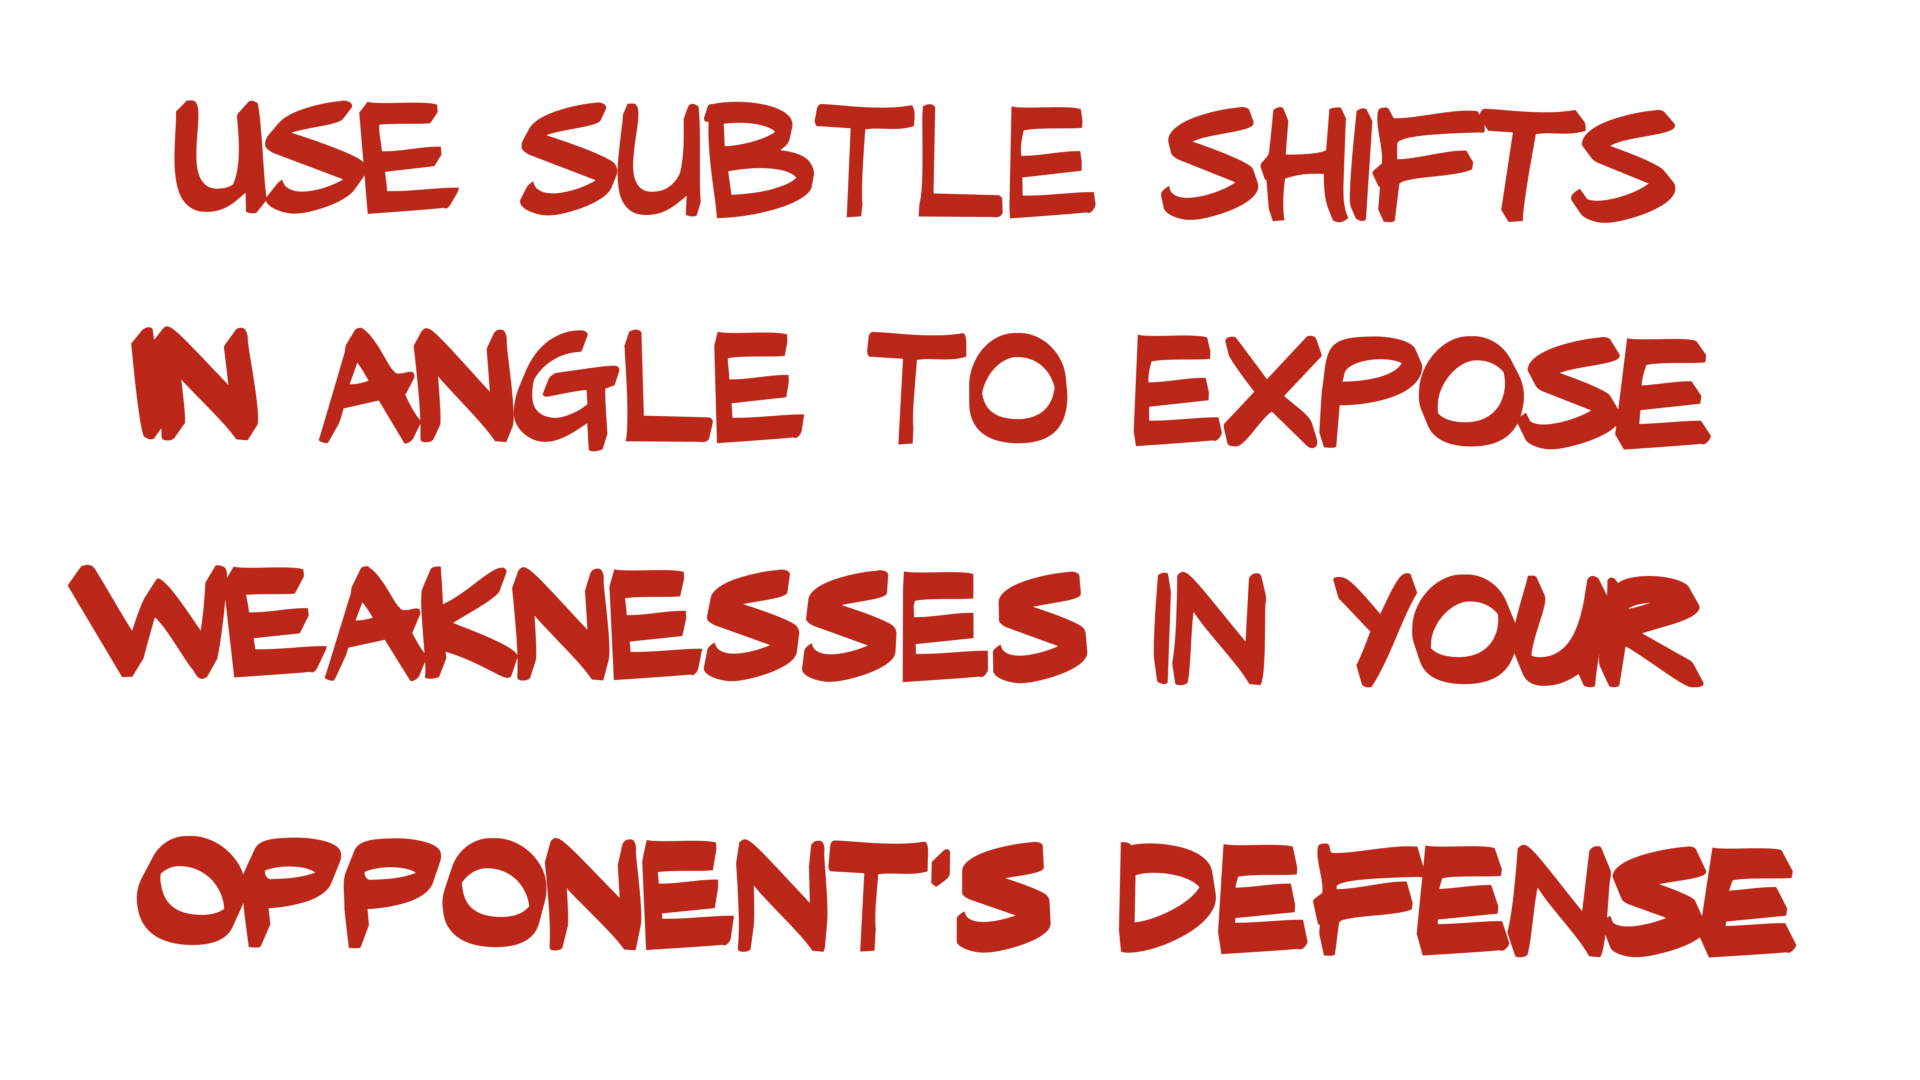 USE SUBTLE SHIFTS
IN ANGLE TO EXPOSE
WEAKNESSES IN YOUR
OPPONENT'S DEFENSE